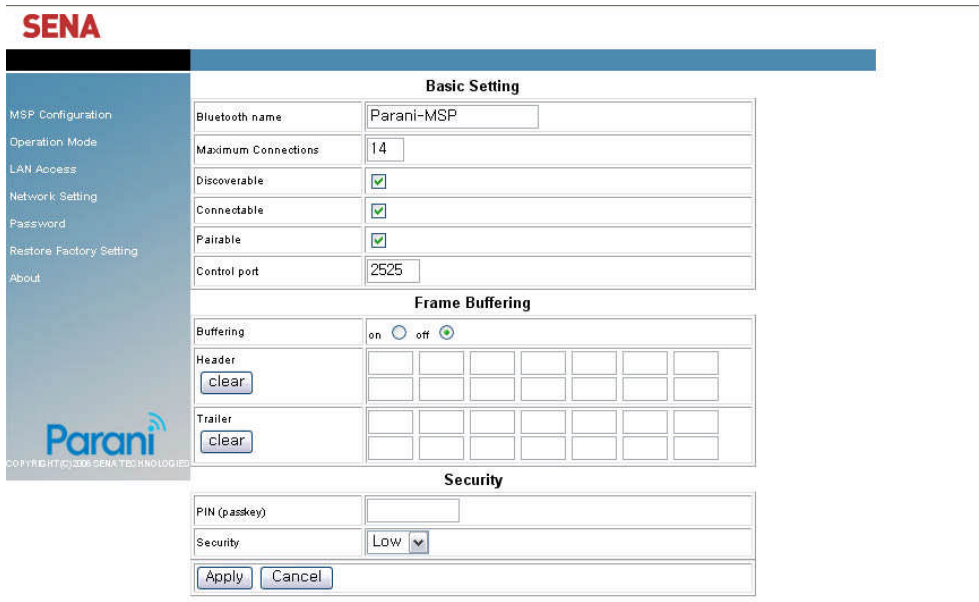 SENA
MSP Configuration
Operation Mode
LAN Access
Network Setting
Password
Restore Factory Setting
About
Parani
COPYRIGHT(C)2006 SENA TECHNOLOGIES
Basic Setting
Bluetooth name Parani-MSP
Maximum Connections 14
Discoverable
Connectable
Pairable
Control port 2525
Frame Buffering
Buffering on off
Header
clear
Trailer
clear
Security
PIN (passkey)
Security Low
Apply Cancel